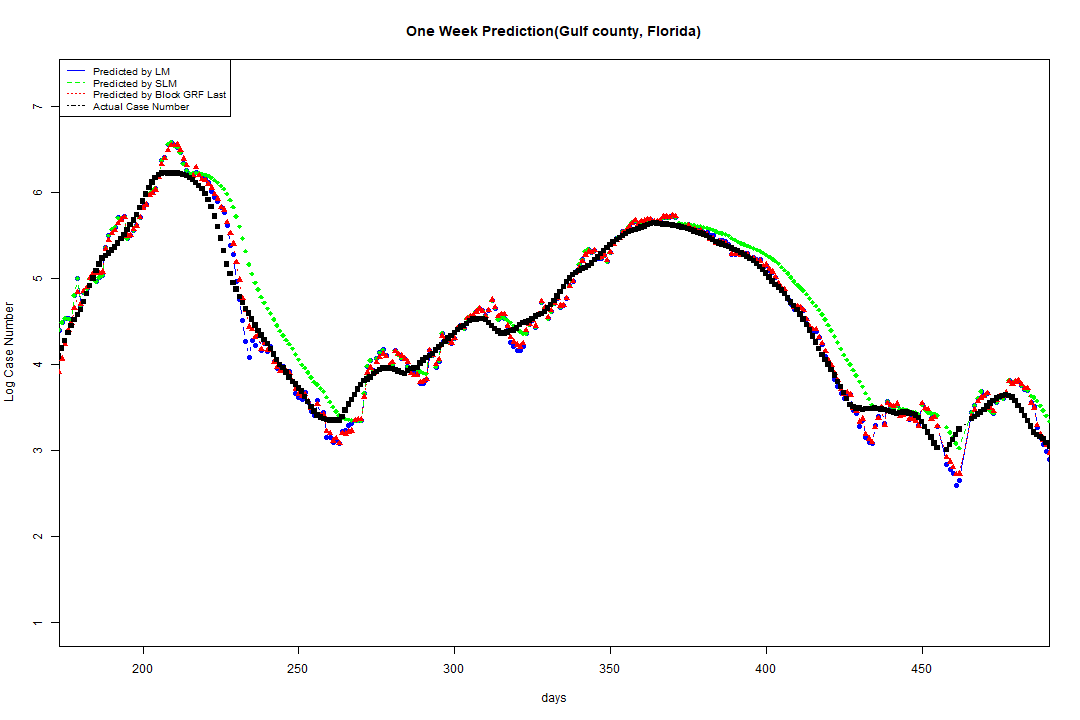 One Week Prediction(Gulf county, Florida)
Predicted by LM
Predicted by SLM
Predicted by Block GRF Last
Actual Case Number
7
6
5
4
3
2
1
Log Case Number
200 250 300 350 400 450
days